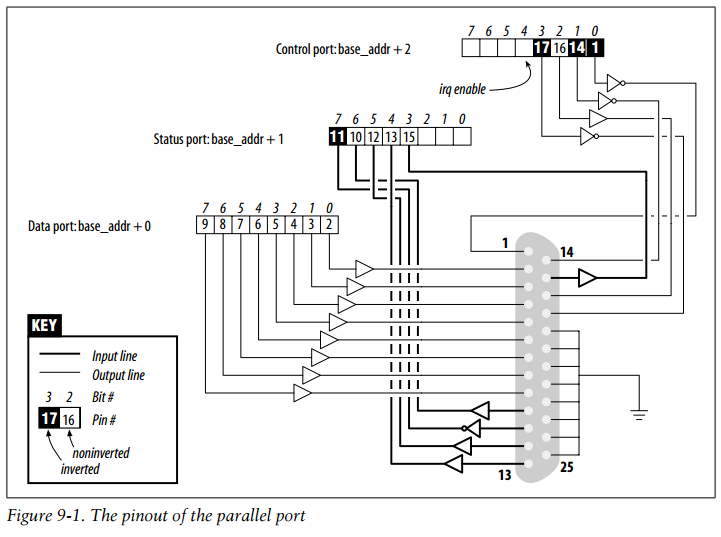 7 6 5 4 3 2 1 0
Control port: base_addr + 2
17 16 14 1
irq enable
7 6 5 4 3 2 1 0
Status port: base_addr + 1
11 10 12 13 15
7 6 5 4 3 2 1 0
Data port: base_addr + 0
9 8 7 6 5 4 3 2
1
14
KEY
Input line
Output line
3 2 Bit #
17 16 Pin #
noninverted
inverted
13
25
Figure 9-1. The pinout of the parallel port